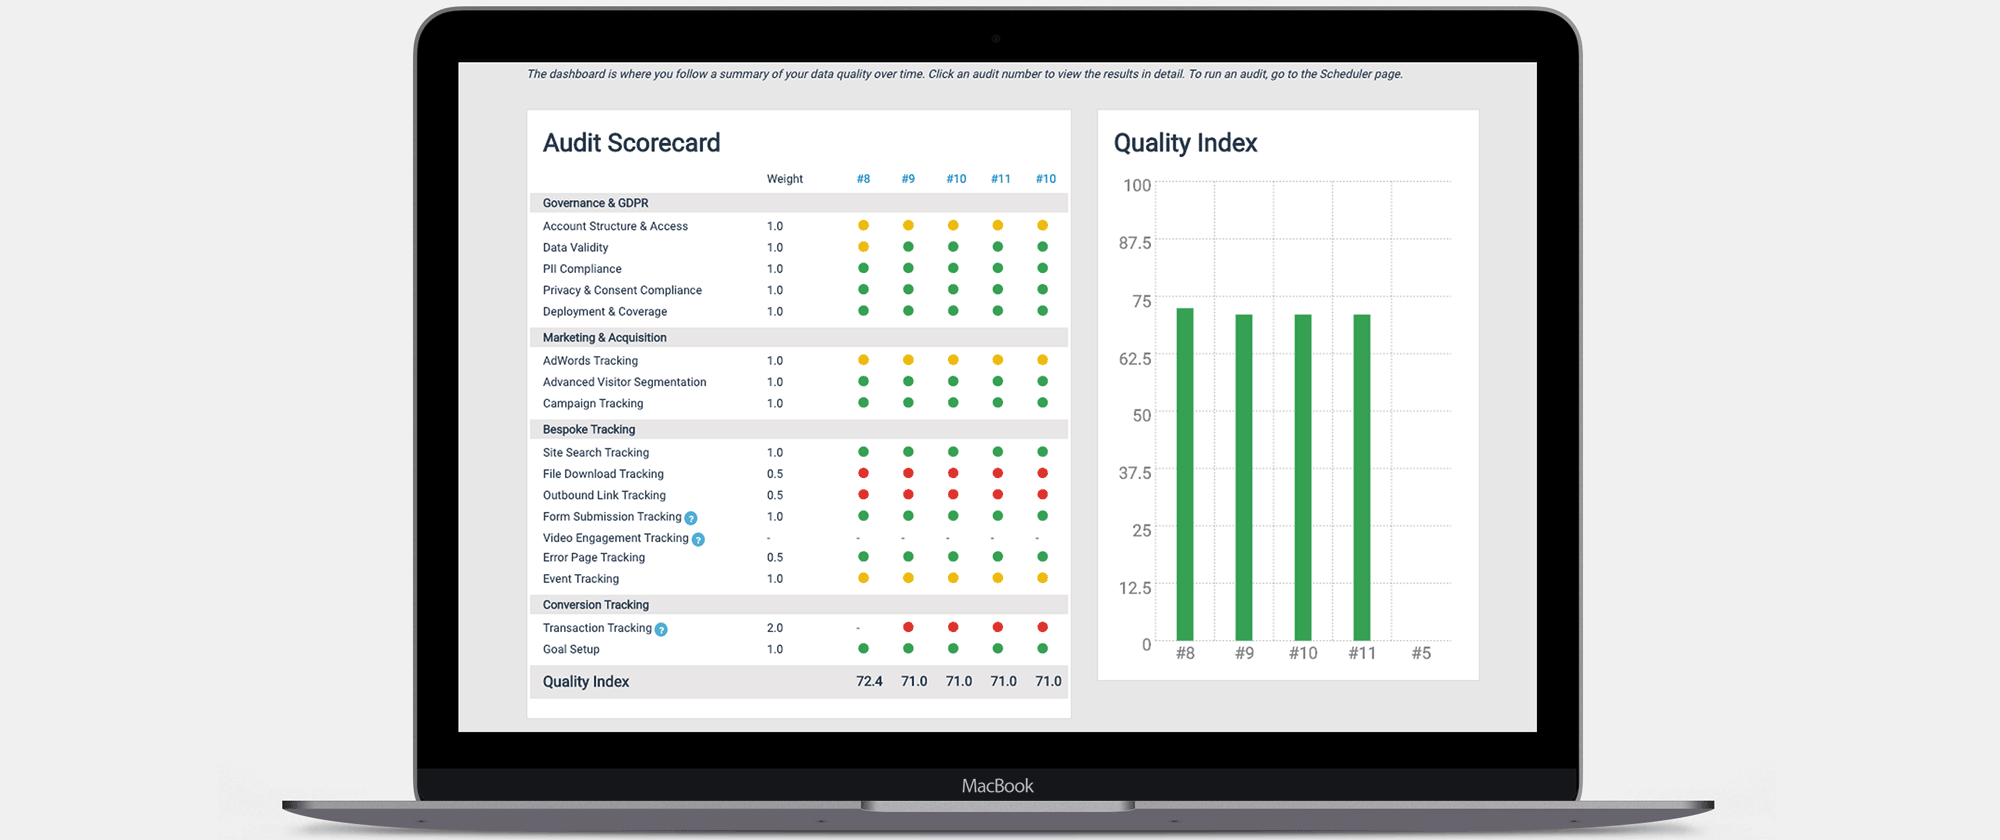 The dashboard is where you follow a summary of your data quality over time. Click an audit number to view the results in detail. To run an audit, go to the Scheduler page.
Audit Scorecard
Weight #8 #9 #10 #11 #10
Governance & GDPR
Account Structure & Access 1.0
Data Validity 1.0
PII Compliance 1.0
Privacy & Consent Compliance 1.0
Deployment & Coverage 1.0
Marketing & Acquisition
AdWords Tracking 1.0
Advanced Visitor Segmentation 1.0
Campaign Tracking 1.0
Bespoke Tracking
Site Search Tracking 1.0
File Download Tracking 0.5
Outbound Link Tracking 0.5
Form Submission Tracking ? 1.0
Video Engagement Tracking ? - - - - - -
Error Page Tracking 0.5
Event Tracking 1.0
Conversion Tracking
Transaction Tracking ? 2.0 -
Goal Setup 1.0
Quality Index 72.4 71.0 71.0 71.0 71.0
Quality Index
100
87.5
75
62.5
50
37.5
25
12.5
0
#8 #9 #10 #11 #5
MacBook